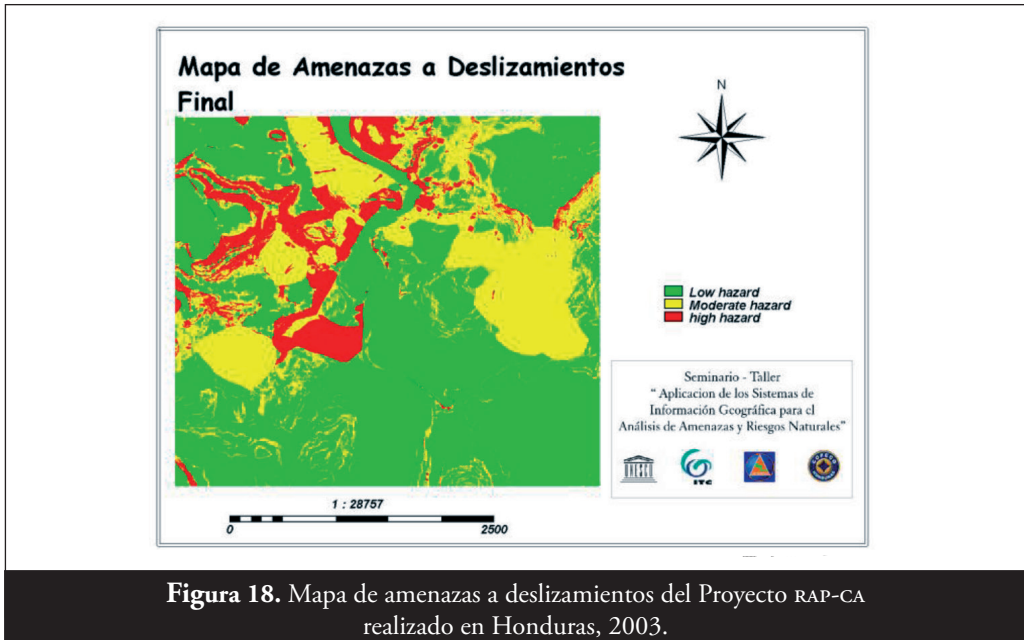 Mapa de Amenazas a Deslizamientos
Final
N
Low hazard
Moderate hazard
high hazard
Seminario - Taller
" Aplicacion de los Sistemas de
Información Geográfica para el
Análisis de Amenazas y Riesgos Naturales"
ITC
1 : 28757
0 2500
Figura 18. Mapa de amenazas a deslizamientos del Proyecto RAP-CA
realizado en Honduras, 2003.